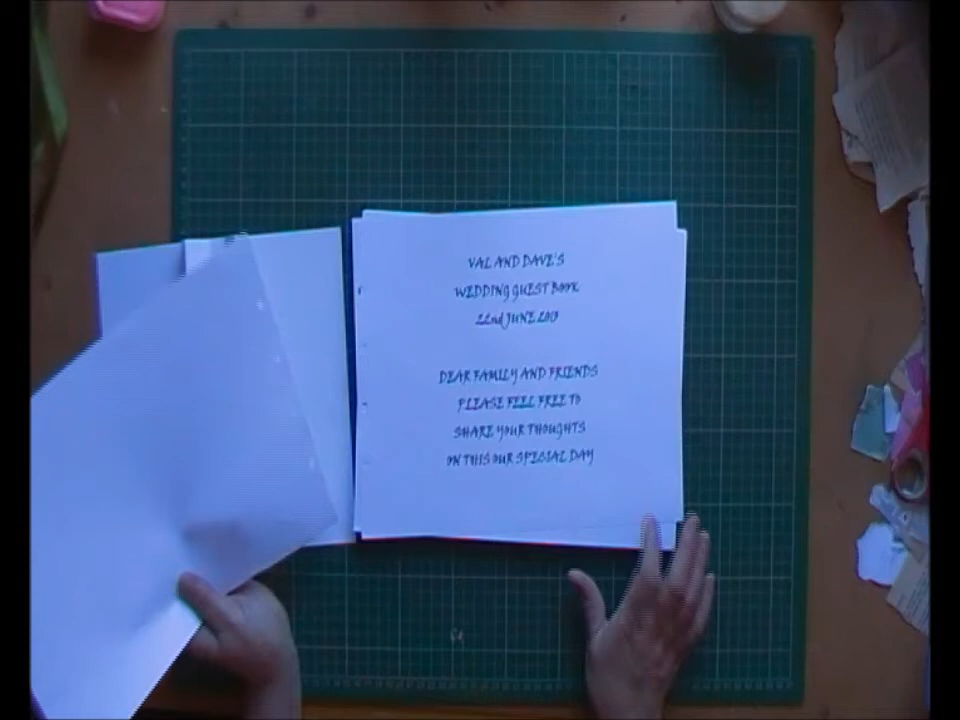 VAL AND DAVE'S
WEDDING GUEST BOOK
22nd JUNE 2013
DEAR FAMILY AND FRIENDS
PLEASE FEEL FREE TO
SHARE YOUR THOUGHTS
ON THIS OUR SPECIAL DAY